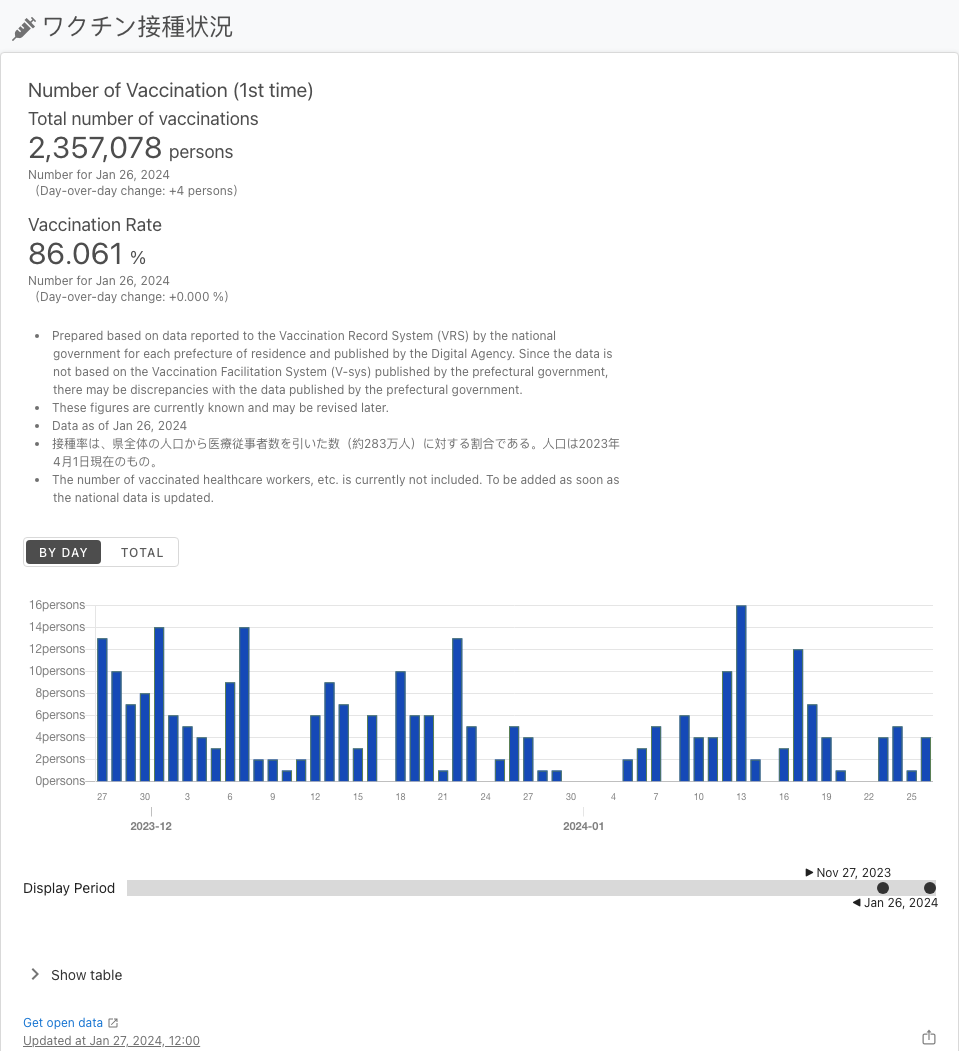 ワクチン接種状況
Number of Vaccination (1st time)
Total number of vaccinations
2,357,078 persons
Number for Jan 26, 2024
(Day-over-day change: +4 persons)
Vaccination Rate
86.061 %
Number for Jan 26, 2024
(Day-over-day change: +0.000 %)
• Prepared based on data reported to the Vaccination Record System (VRS) by the national
government for each prefecture of residence and published by the Digital Agency. Since the data is
not based on the Vaccination Facilitation System (V-sys) published by the prefectural government,
there may be discrepancies with the data published by the prefectural government.
• These figures are currently known and may be revised later.
• Data as of Jan 26, 2024
• 接種率は、県全体の人口から医療従事者数を引いた数（約283万人）に対する割合である。人口は2023年
4月1日現在のもの。
• The number of vaccinated healthcare workers, etc. is currently not included. To be added as soon as
the national data is updated.
BY DAY TOTAL
16persons
14persons
12persons
10persons
8persons
6persons
4persons
2persons
0persons
27 30 3 6 9 12 15 18 21 24 27 30 4 7 10 13 16 19 22 25
2023-12 2024-01
Nov 27, 2023
Display Period
Jan 26, 2024
Show table
Get open data
Updated at Jan 27, 2024, 12:00